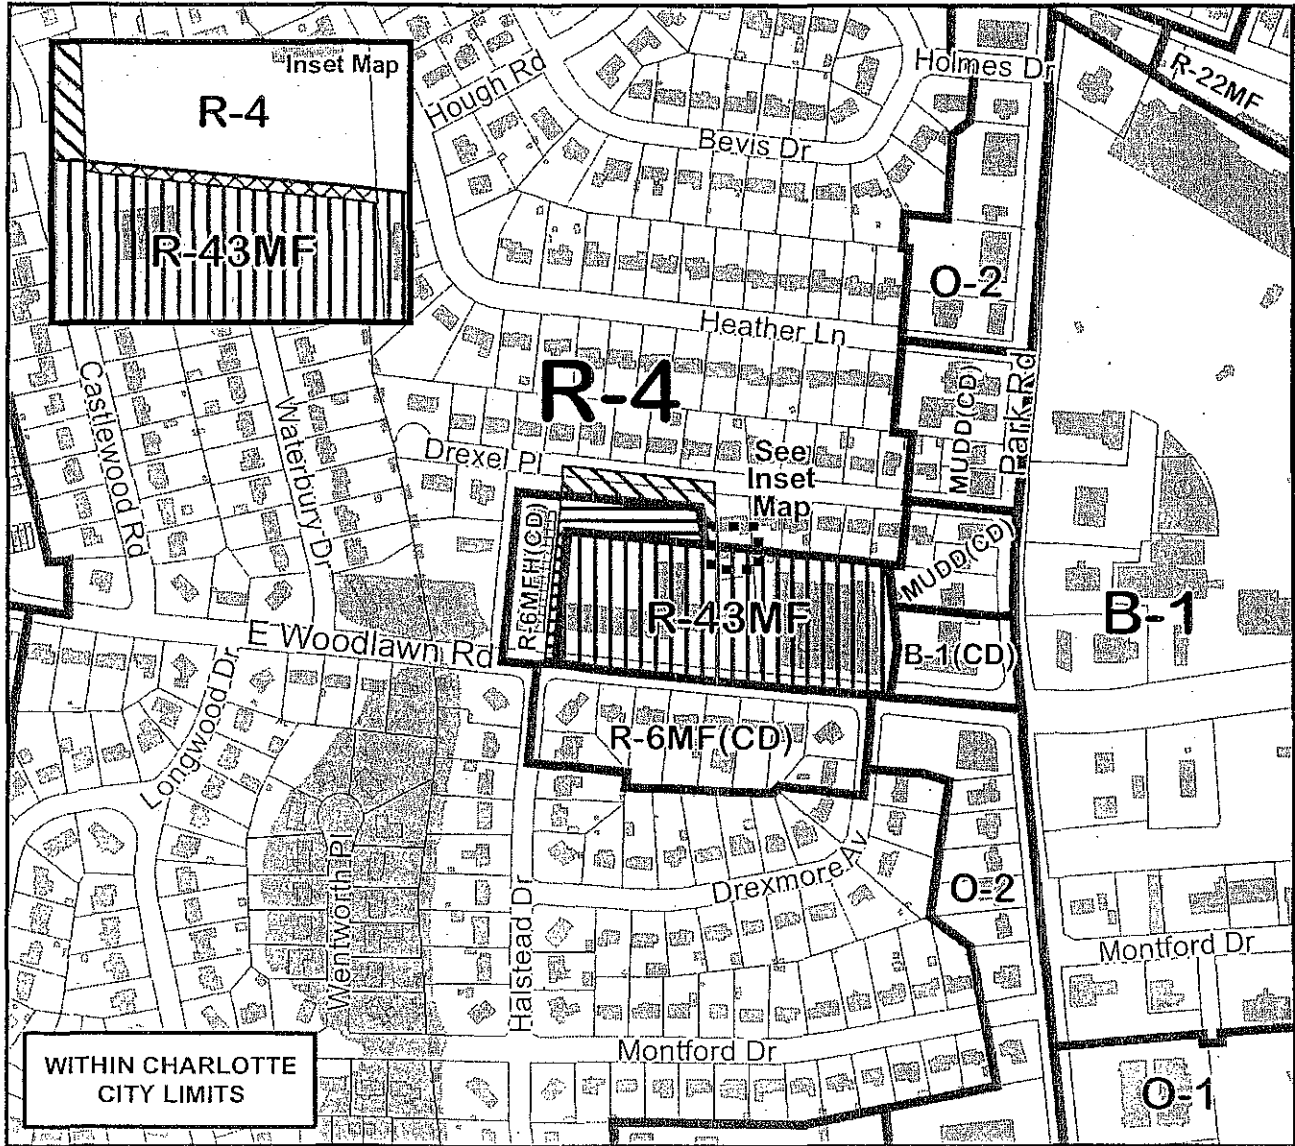 Inset Map
R-4
R-43MF
Hough Rd
Holmes Dr
R-22MF
Bevis Dr
O-2
Heather Ln
R-4
MUDD(CD)
Park Rd
Castlewood Rd
Waterbury Dr
Drexel Pl
See
Inset
Map
R-6MFH(CD)
MUDD(CD)
R-43MF
B-1
E Woodlawn Rd
B-1(CD)
Longwood Dr
R-6MF(CD)
Wentworth Pl
Halstead Dr
Drexmore Av
O-2
Montford Dr
Montford Dr
WITHIN CHARLOTTE
CITY LIMITS
O-1